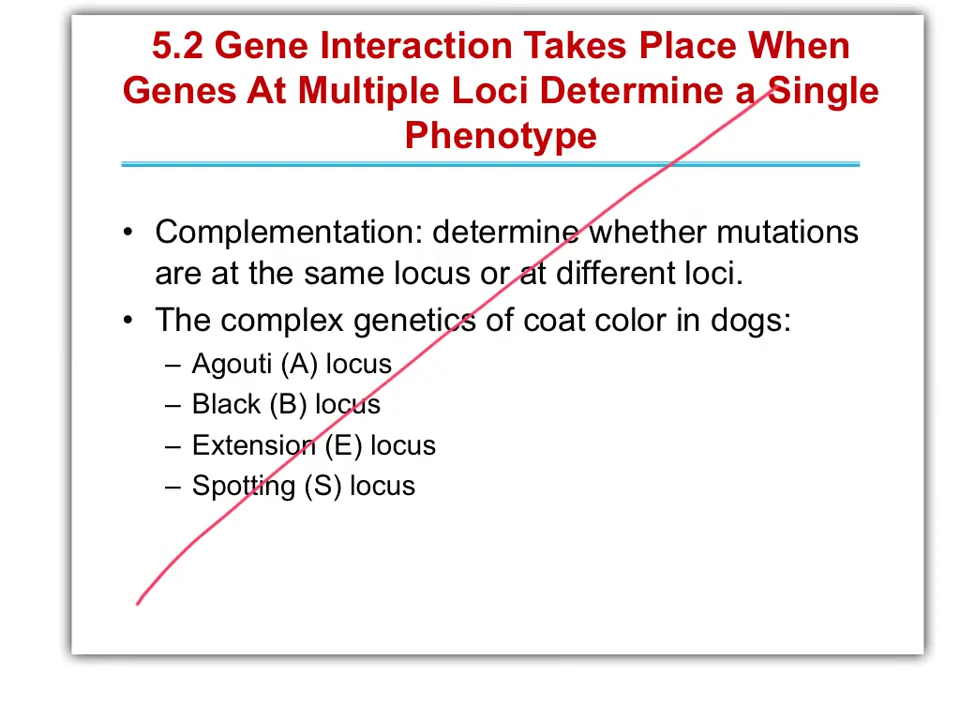 5.2 Gene Interaction Takes Place When
Genes At Multiple Loci Determine a Single
Phenotype
• Complementation: determine whether mutations
are at the same locus or at different loci.
• The complex genetics of coat color in dogs:
– Agouti (A) locus
– Black (B) locus
– Extension (E) locus
– Spotting (S) locus